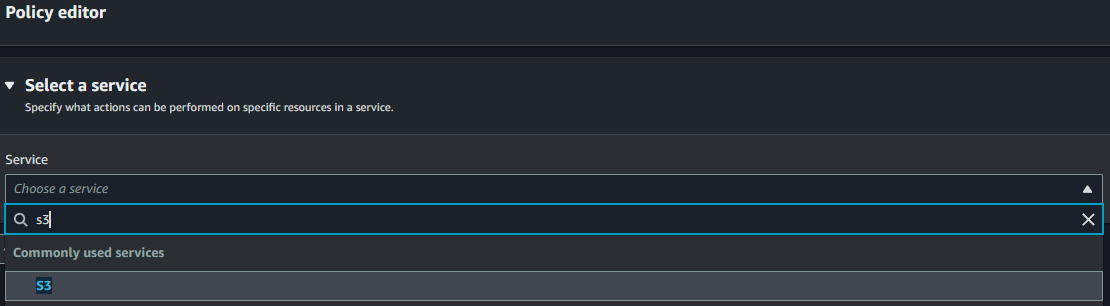 Policy editor
Select a service
Specify what actions can be performed on specific resources in a service.
Service
Choose a service
s3
Commonly used services
S3